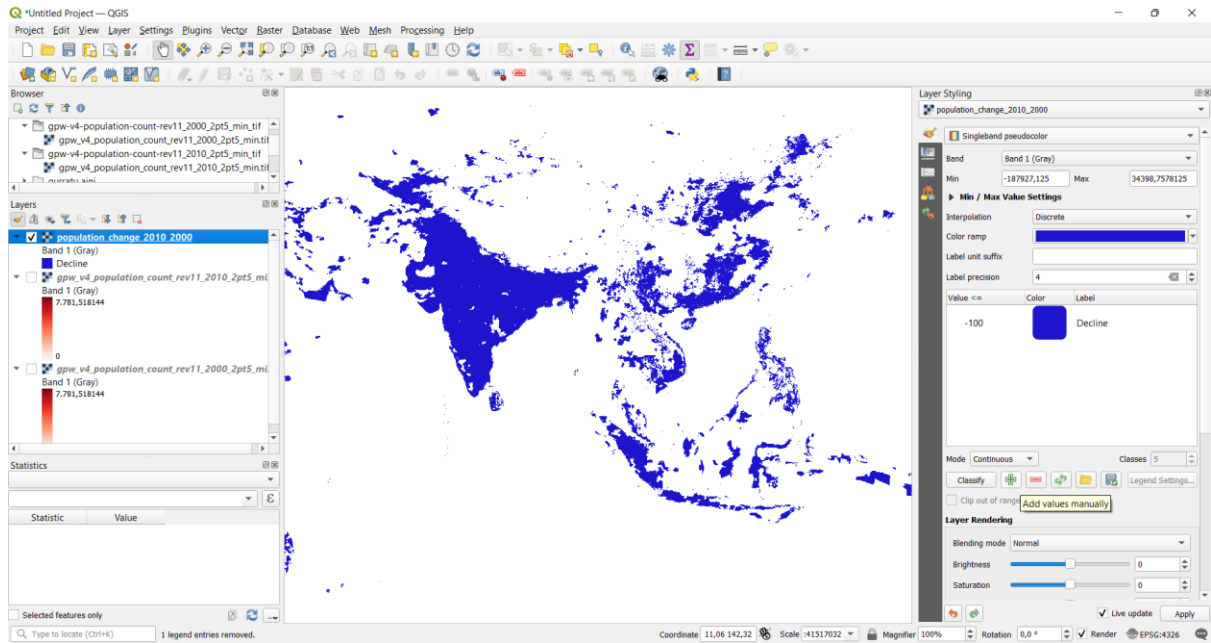 *Untitled Project — QGIS
Project Edit View Layer Settings Plugins Vector Raster Database Web Mesh Processing Help
Browser
gpw-v4-population-count-rev11_2000_2pt5_min_tif
gpw_v4_population_count_rev11_2000_2pt5_min.tif
gpw-v4-population-count-rev11_2010_2pt5_min_tif
gpw_v4_population_count_rev11_2010_2pt5_min.tif
qurratu aini
Layers
population_change_2010_2000
Band 1 (Gray)
Decline
gpw_v4_population_count_rev11_2010_2pt5_mi
Band 1 (Gray)
7.781,518144
0
gpw_v4_population_count_rev11_2000_2pt5_mi
Band 1 (Gray)
7.781,518144
Statistics
Statistic Value
Selected features only
Layer Styling
population_change_2010_2000
Singleband pseudocolor
Band Band 1 (Gray)
Min -187927,125 Max 34398,7578125
Min / Max Value Settings
Interpolation Discrete
Color ramp
Label unit suffix
Label precision 4
Value <= Color Label
-100 Decline
Mode Continuous Classes 5
Classify Legend Settings...
Clip out of range
Add values manually
Layer Rendering
Blending mode Normal
Brightness 0
Saturation 0
Live update Apply
Type to locate (Ctrl+K) 1 legend entries removed. Coordinate 11,06 142,32 Scale :41517032 Magnifier 100% Rotation 0,0 ° Render EPSG:4326